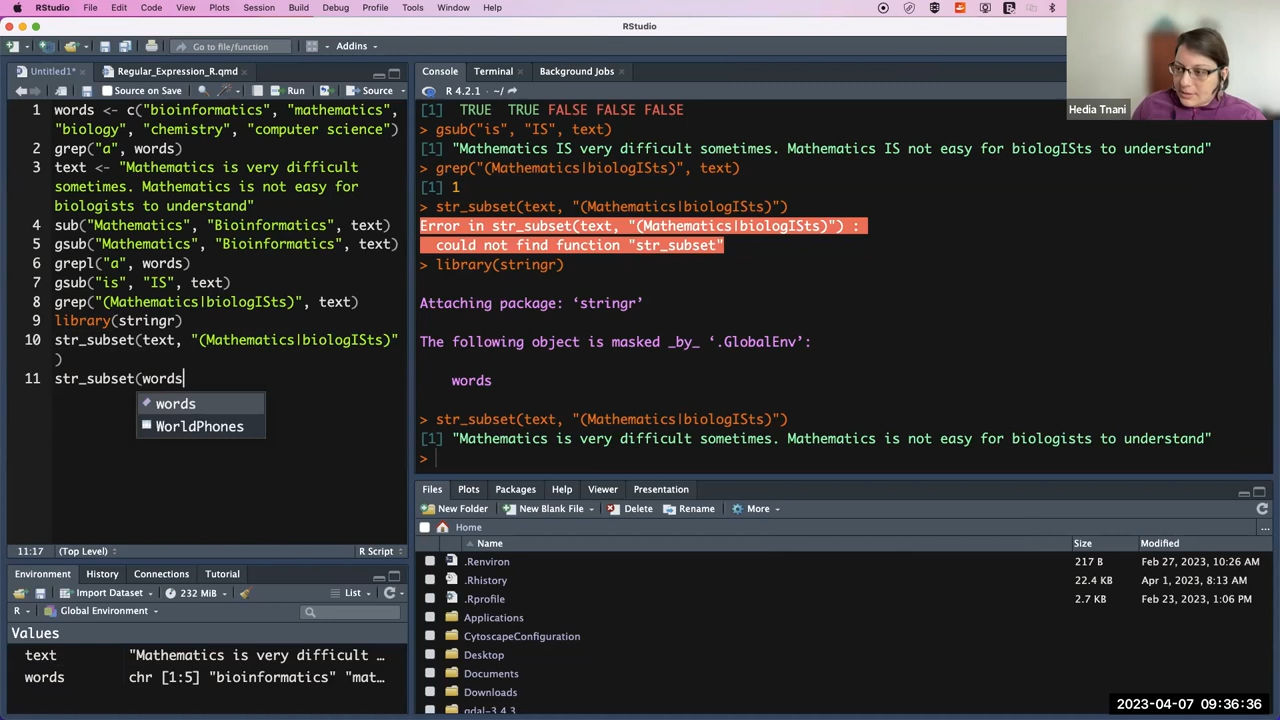 RStudio File Edit Code View Plots Session Build Debug Profile Tools Window Help
RStudio
Go to file/function Addins
Untitled1* Regular_Expression_R.qmd
Source on Save Run Source
1 words <- c("bioinformatics", "mathematics",
"biology", "chemistry", "computer science")
2 grep("a", words)
3 text <- "Mathematics is very difficult
sometimes. Mathematics is not easy for
biologists to understand"
4 sub("Mathematics", "Bioinformatics", text)
5 gsub("Mathematics", "Bioinformatics", text)
6 grepl("a", words)
7 gsub("is", "IS", text)
8 grep("(Mathematics|biologISts)", text)
9 library(stringr)
10 str_subset(text, "(Mathematics|biologISts)"
)
11 str_subset(words
words
WorldPhones
11:17 (Top Level) R Script
Console Terminal Background Jobs
R 4.2.1 · ~/
[1] TRUE TRUE FALSE FALSE FALSE
> gsub("is", "IS", text)
[1] "Mathematics IS very difficult sometimes. Mathematics IS not easy for biologISts to understand"
> grep("(Mathematics|biologISts)", text)
[1] 1
> str_subset(text, "(Mathematics|biologISts)")
Error in str_subset(text, "(Mathematics|biologISts)") :
could not find function "str_subset"
> library(stringr)
Attaching package: ‘stringr’
The following object is masked _by_ ‘.GlobalEnv’:
words
> str_subset(text, "(Mathematics|biologISts)")
[1] "Mathematics is very difficult sometimes. Mathematics is not easy for biologists to understand"
>
Hedia Tnani
Environment History Connections Tutorial
Import Dataset 232 MiB List
R Global Environment
Values
text "Mathematics is very difficult …
words chr [1:5] "bioinformatics" "mat…
Files Plots Packages Help Viewer Presentation
New Folder New Blank File Delete Rename More
Home
Name Size Modified
.Renviron 217 B Feb 27, 2023, 10:26 AM
.Rhistory 22.4 KB Apr 1, 2023, 8:13 AM
.Rprofile 2.7 KB Feb 23, 2023, 1:06 PM
Applications
CytoscapeConfiguration
Desktop
Documents
Downloads
gdal-3.4.3
2023-04-07 09:36:36